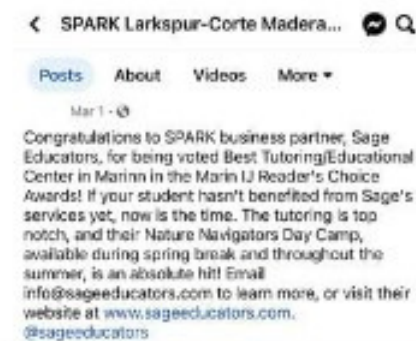 SPARK Larkspur-Corte Madera...
Posts About Videos More
Mar 1
Congratulations to SPARK business partner, Sage
Educators, for being voted Best Tutoring/Educational
Center in Marinn in the Marin IJ Reader's Choice
Awards! If your student hasn't benefited from Sage's
services yet, now is the time. The tutoring is top
notch, and their Nature Navigators Day Camp,
available during spring break and throughout the
summer, is an absolute hit! Email
info@sageeducators.com to learn more, or visit their
website at www.sageeducators.com.
@sageeducators